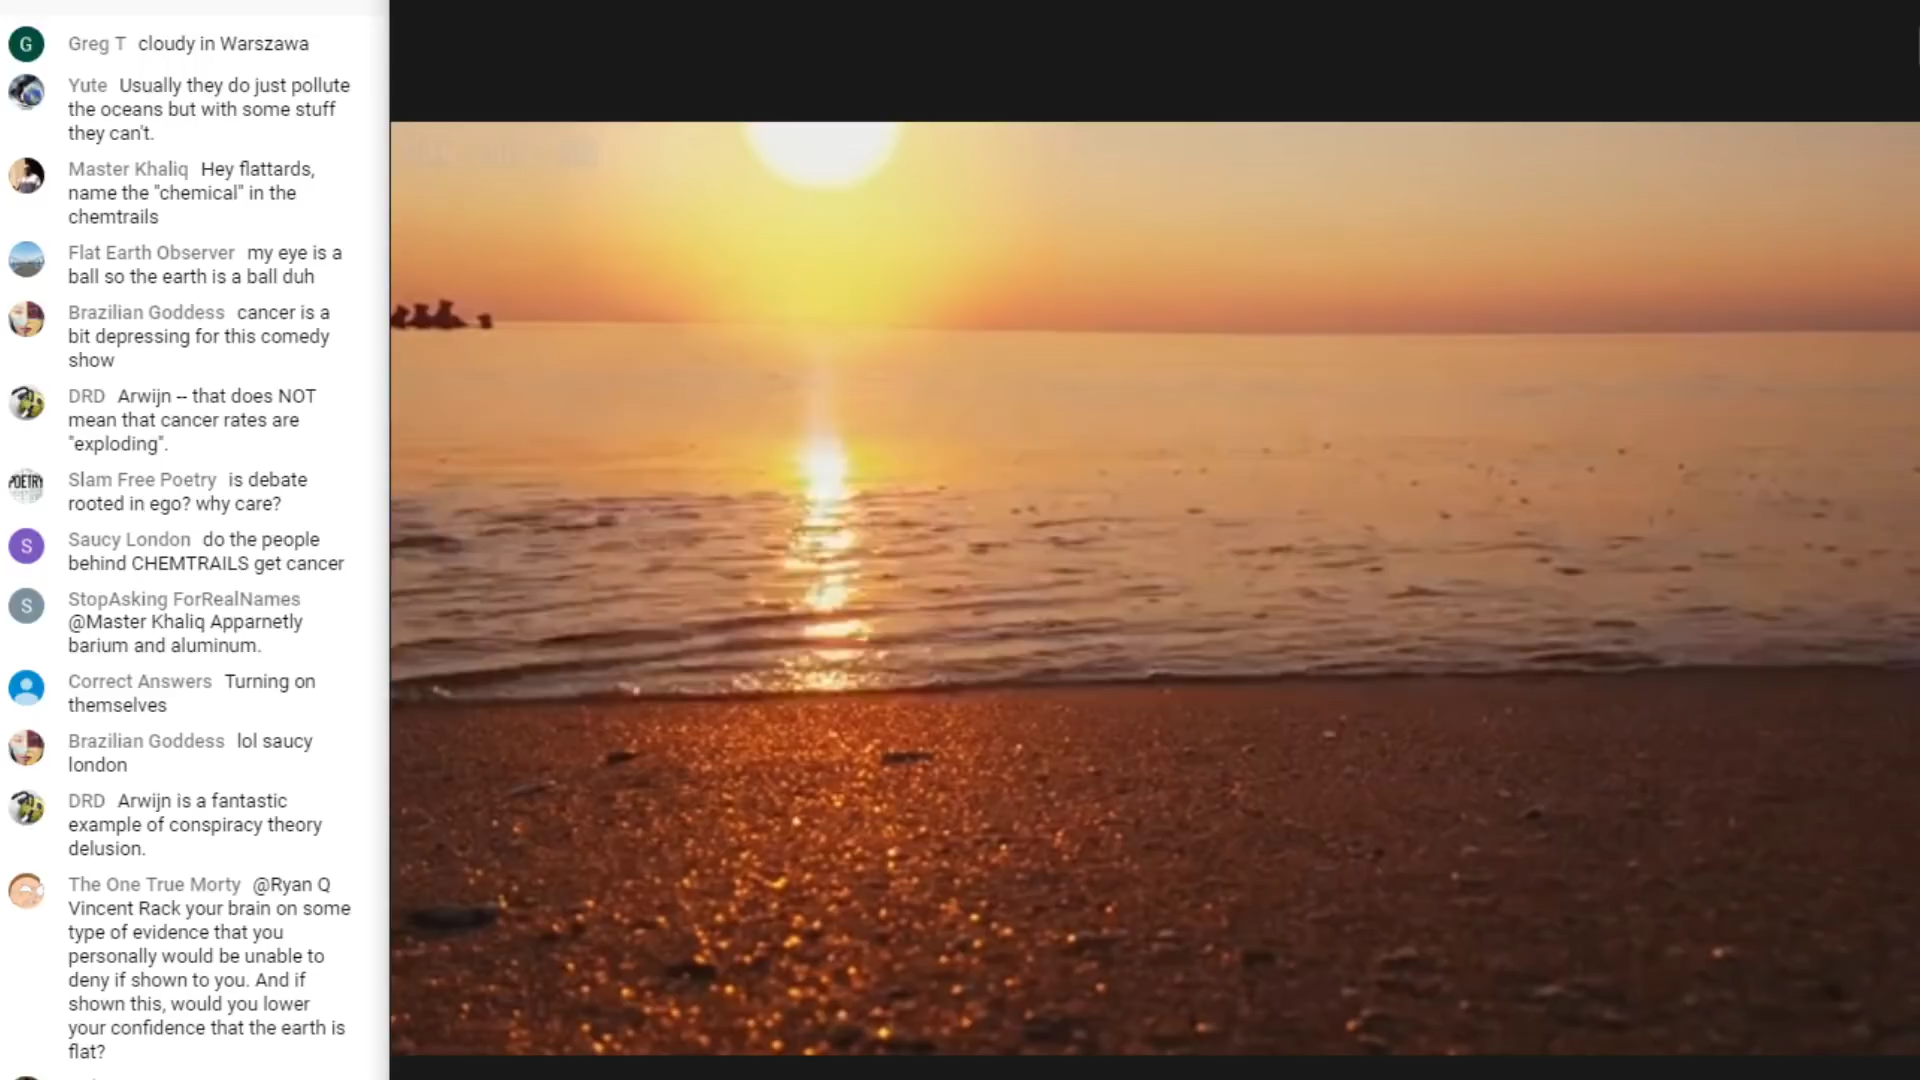 G Greg T cloudy in Warszawa
Yute Usually they do just pollute
the oceans but with some stuff
they can't.
Master Khaliq Hey flattards,
name the "chemical" in the
chemtrails
Flat Earth Observer my eye is a
ball so the earth is a ball duh
Brazilian Goddess cancer is a
bit depressing for this comedy
show
DRD Arwijn -- that does NOT
mean that cancer rates are
"exploding".
POETRY Slam Free Poetry is debate
rooted in ego? why care?
S Saucy London do the people
behind CHEMTRAILS get cancer
S StopAsking ForRealNames
@Master Khaliq Apparnetly
barium and aluminum.
Correct Answers Turning on
themselves
Brazilian Goddess lol saucy
london
DRD Arwijn is a fantastic
example of conspiracy theory
delusion.
The One True Morty @Ryan Q
Vincent Rack your brain on some
type of evidence that you
personally would be unable to
deny if shown to you. And if
shown this, would you lower
your confidence that the earth is
flat?